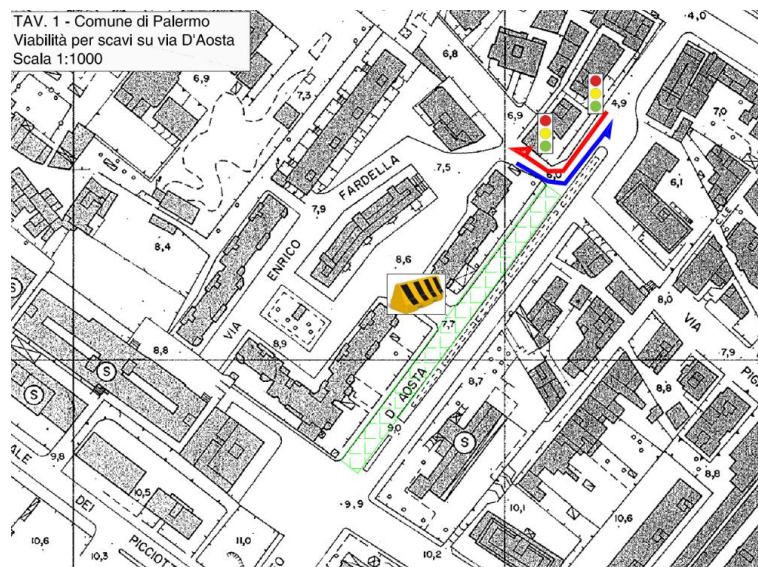 TAV. 1 - Comune di Palermo
Viabilità per scavi su via D'Aosta
Scala 1:1000
4,0
6,8
6,9
7,3
6,9
4,9
7,0
FARDELLA
7,5
6,0
7,9
6,1
8,4
ENRICO
8,6
S
8,0
VIA
7,7
VIA
8,9
7,9
8,8
S
D' AOSTA
8,7
8,8
S
9,0
S
9,8
ALE
DEI
10,5
8,8
9,9
10,1
10,6
PICCIOTT
11,0
10,6
10,3
10,2